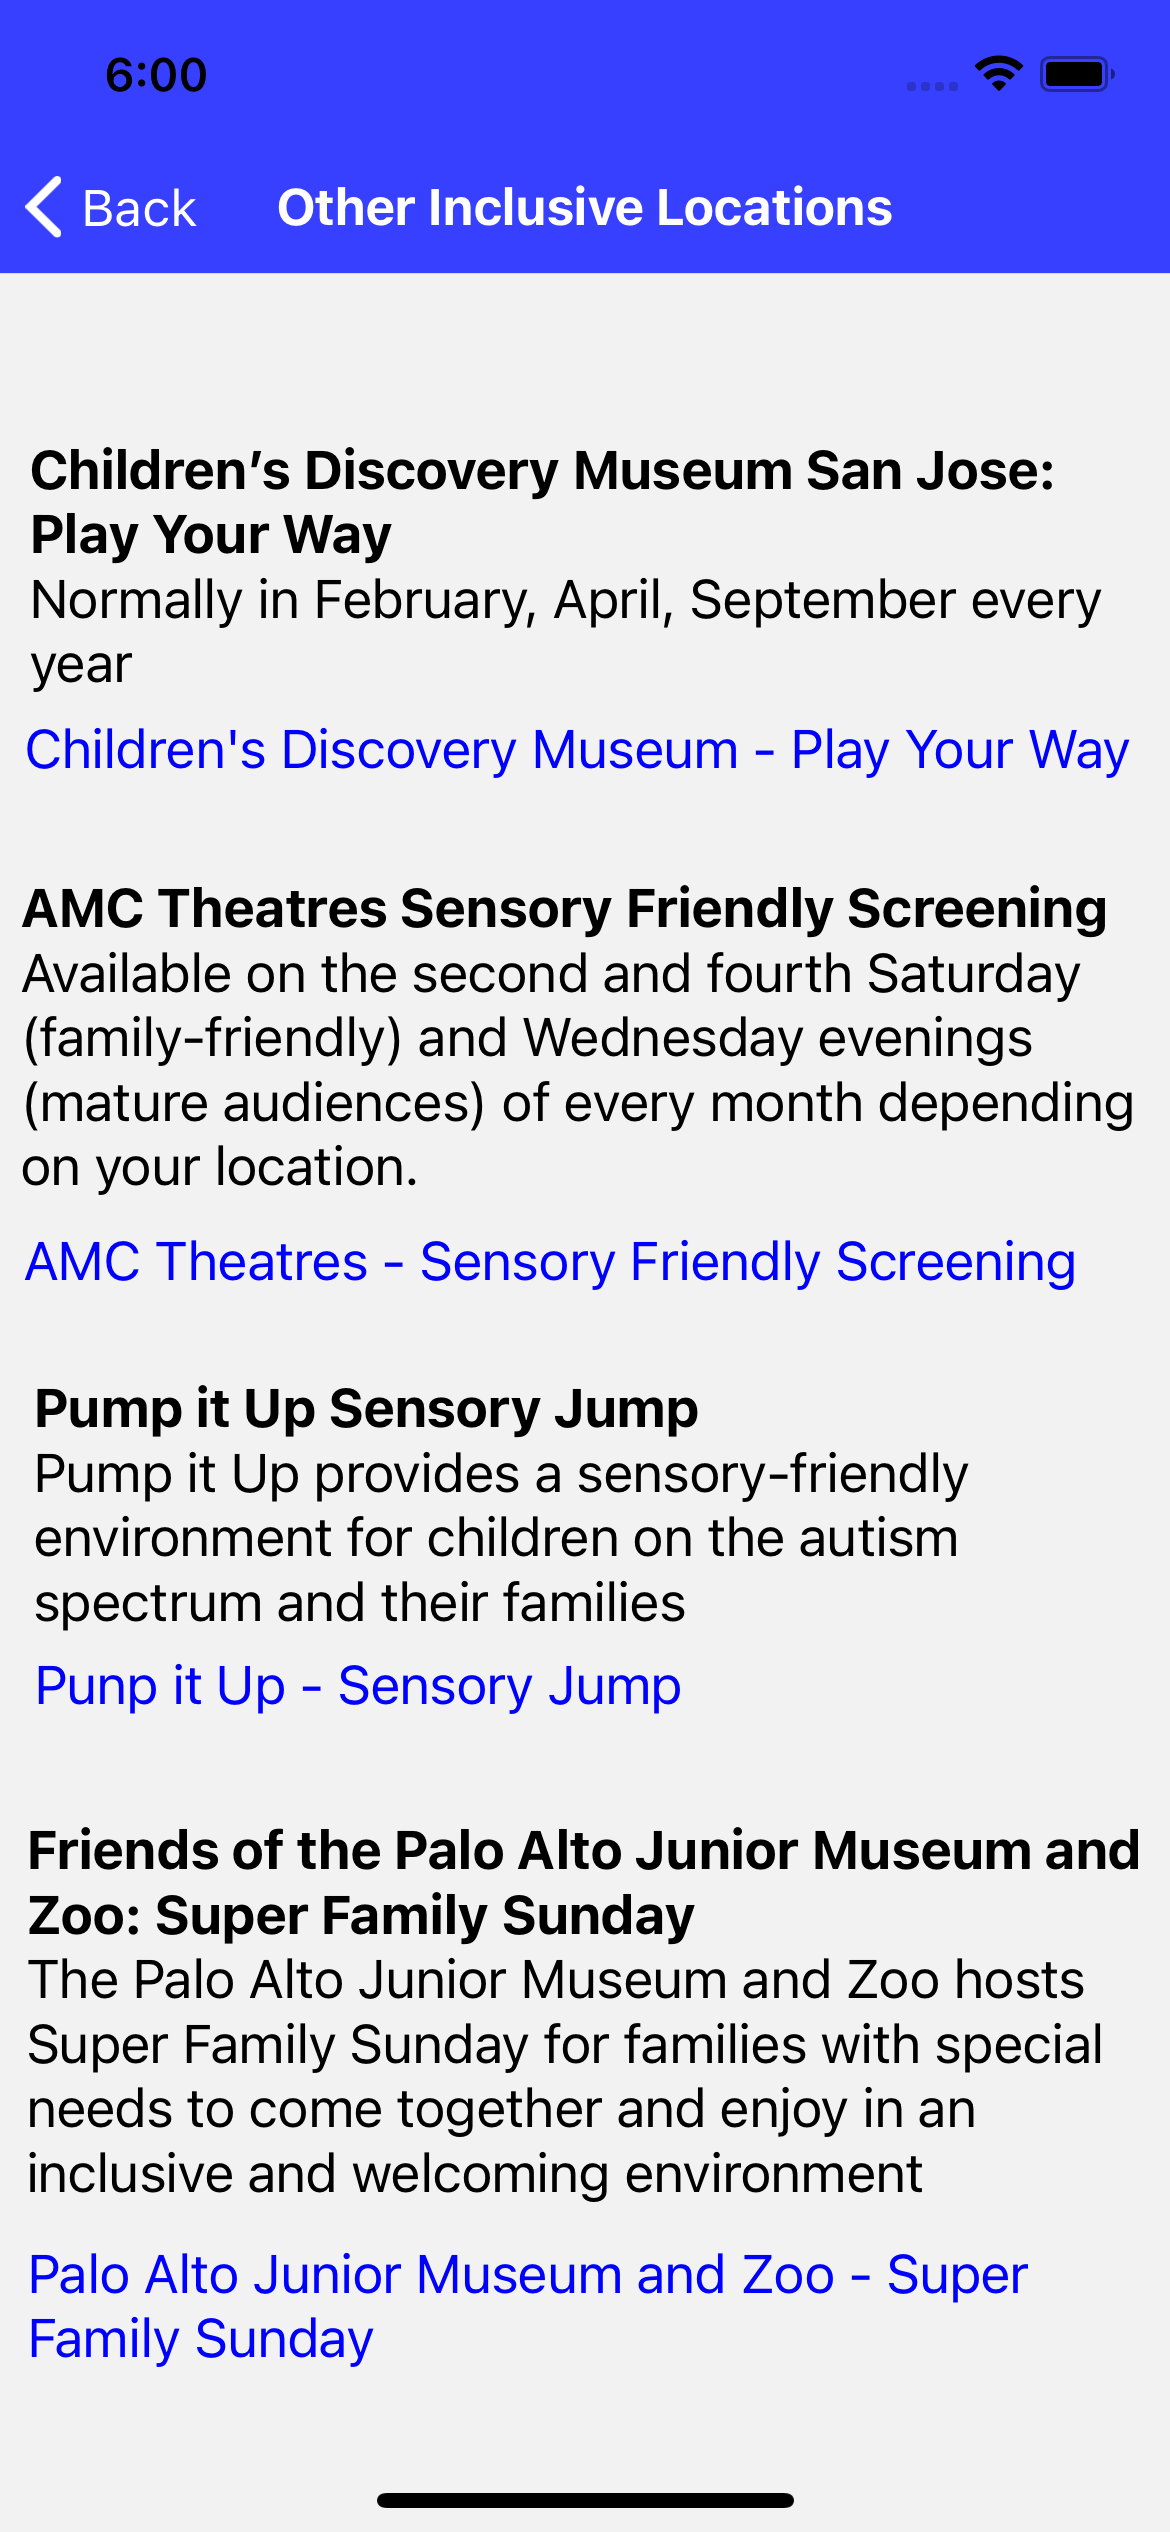 6:00
Back
Other Inclusive Locations
Children’s Discovery Museum San Jose:
Play Your Way
Normally in February, April, September every
year
Children's Discovery Museum - Play Your Way
AMC Theatres Sensory Friendly Screening
Available on the second and fourth Saturday
(family-friendly) and Wednesday evenings
(mature audiences) of every month depending
on your location.
AMC Theatres - Sensory Friendly Screening
Pump it Up Sensory Jump
Pump it Up provides a sensory-friendly
environment for children on the autism
spectrum and their families
Punp it Up - Sensory Jump
Friends of the Palo Alto Junior Museum and
Zoo: Super Family Sunday
The Palo Alto Junior Museum and Zoo hosts
Super Family Sunday for families with special
needs to come together and enjoy in an
inclusive and welcoming environment
Palo Alto Junior Museum and Zoo - Super
Family Sunday